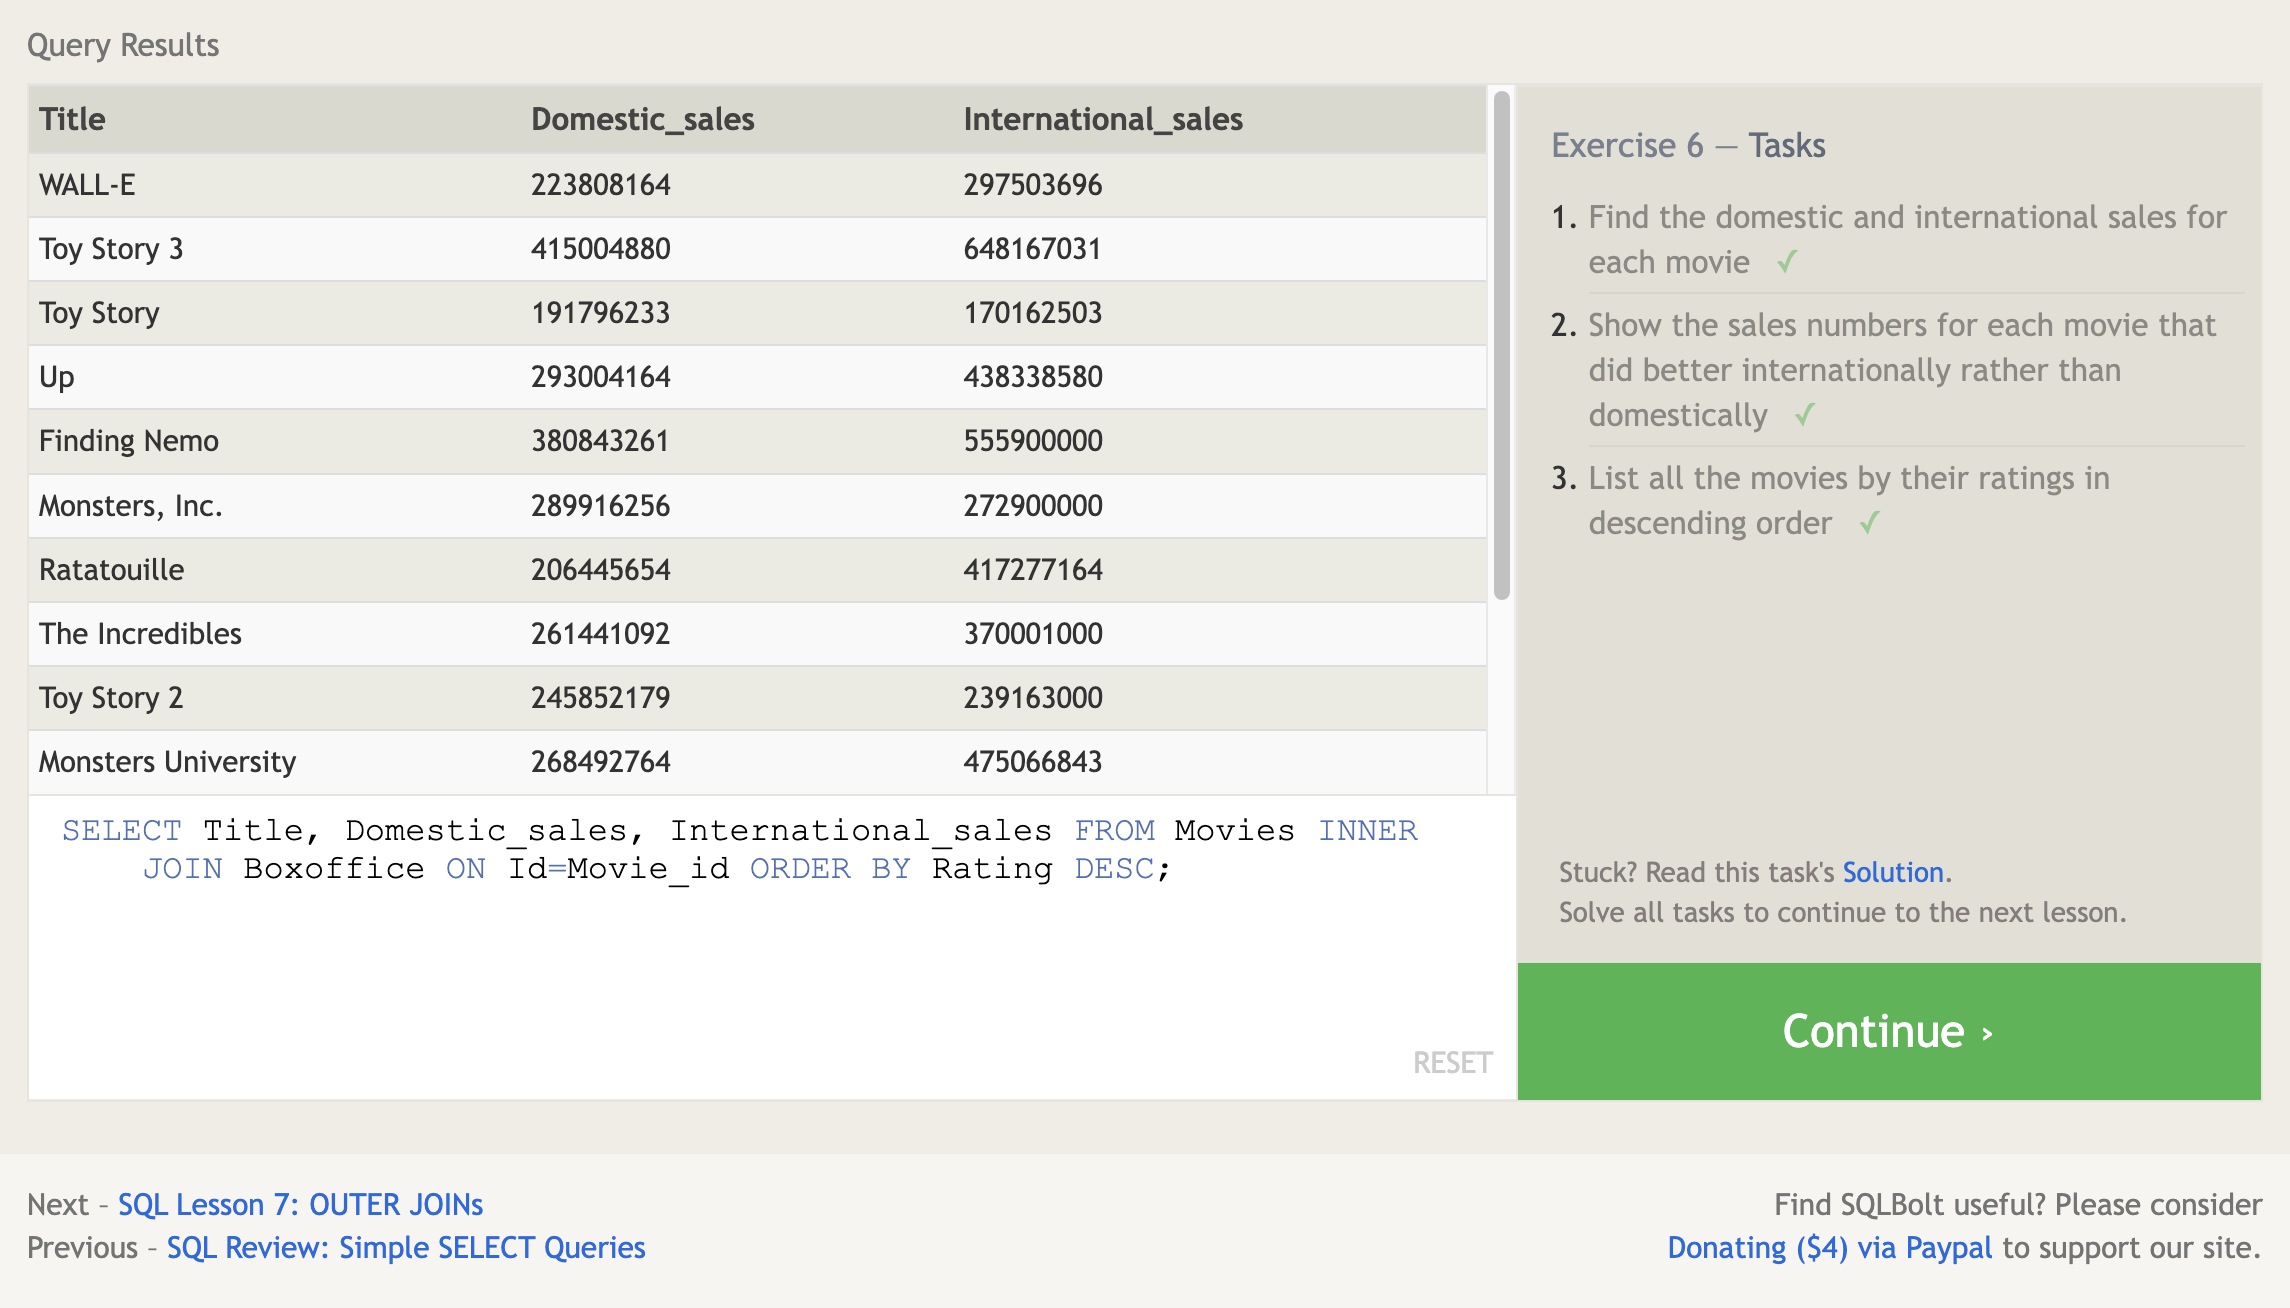 Query Results
Title Domestic_sales International_sales
WALL-E 223808164 297503696
Toy Story 3 415004880 648167031
Toy Story 191796233 170162503
Up 293004164 438338580
Finding Nemo 380843261 555900000
Monsters, Inc. 289916256 272900000
Ratatouille 206445654 417277164
The Incredibles 261441092 370001000
Toy Story 2 245852179 239163000
Monsters University 268492764 475066843
SELECT Title, Domestic_sales, International_sales FROM Movies INNER
JOIN Boxoffice ON Id=Movie_id ORDER BY Rating DESC;
RESET
Exercise 6 — Tasks
1. Find the domestic and international sales for
each movie ✓
2. Show the sales numbers for each movie that
did better internationally rather than
domestically ✓
3. List all the movies by their ratings in
descending order ✓
Stuck? Read this task's Solution.
Solve all tasks to continue to the next lesson.
Continue ›
Next – SQL Lesson 7: OUTER JOINs
Previous – SQL Review: Simple SELECT Queries
Find SQLBolt useful? Please consider
Donating ($4) via Paypal to support our site.